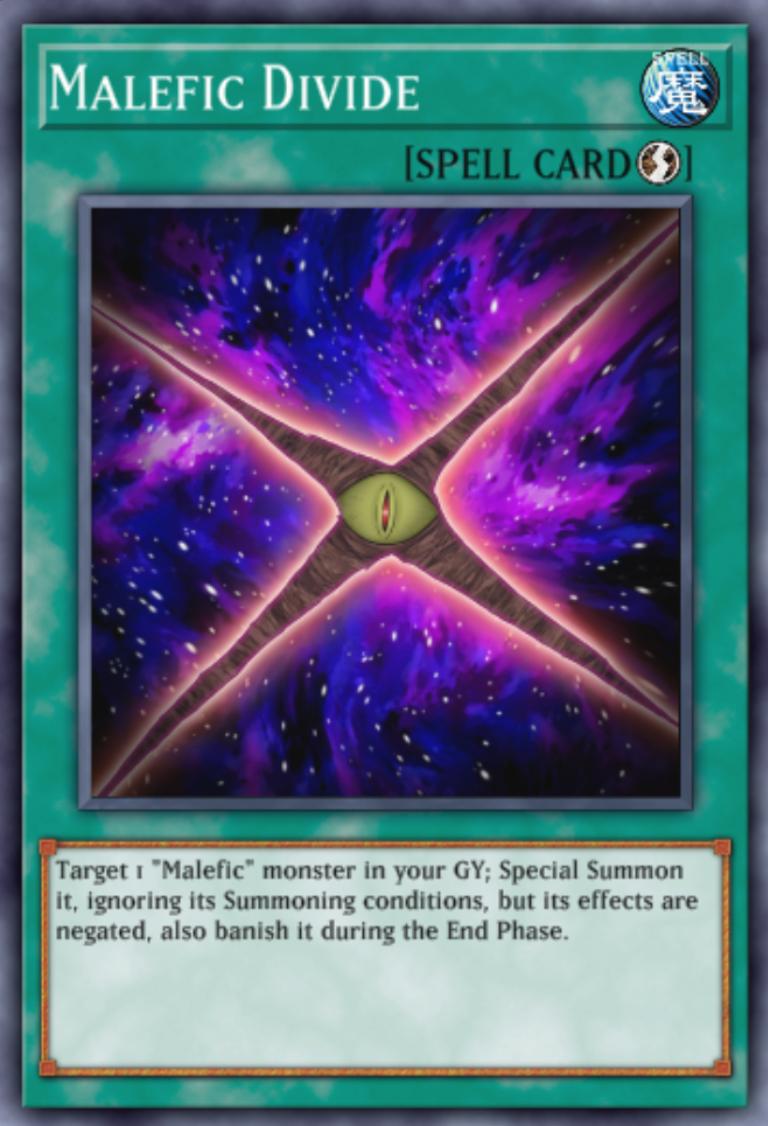 Malefic Divide
SPELL
魔
[SPELL CARD]
Target 1 "Malefic" monster in your GY; Special Summon
it, ignoring its Summoning conditions, but its effects are
negated, also banish it during the End Phase.